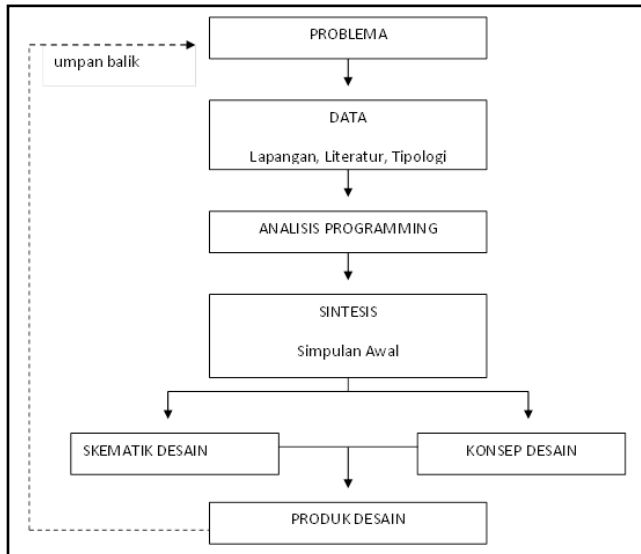 PROBLEMA
umpan balik
DATA
Lapangan, Literatur, Tipologi
ANALISIS PROGRAMMING
SINTESIS
Simpulan Awal
SKEMATIK DESAIN
KONSEP DESAIN
PRODUK DESAIN